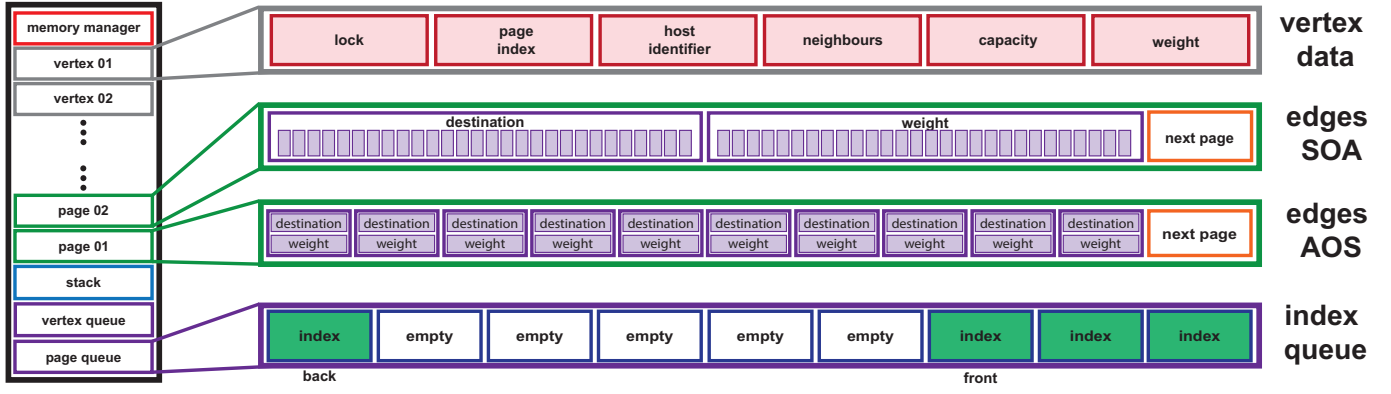 memory manager
vertex 01
vertex 02
page 02
page 01
stack
vertex queue
page queue
lock
page
index
host
identifier
neighbours
capacity
weight
vertex
data
destination
weight
next page
edges
SOA
destination destination destination destination destination destination destination destination destination destination
weight weight weight weight weight weight weight weight weight weight
next page
edges
AOS
index empty empty empty empty empty index index index
back
front
index
queue